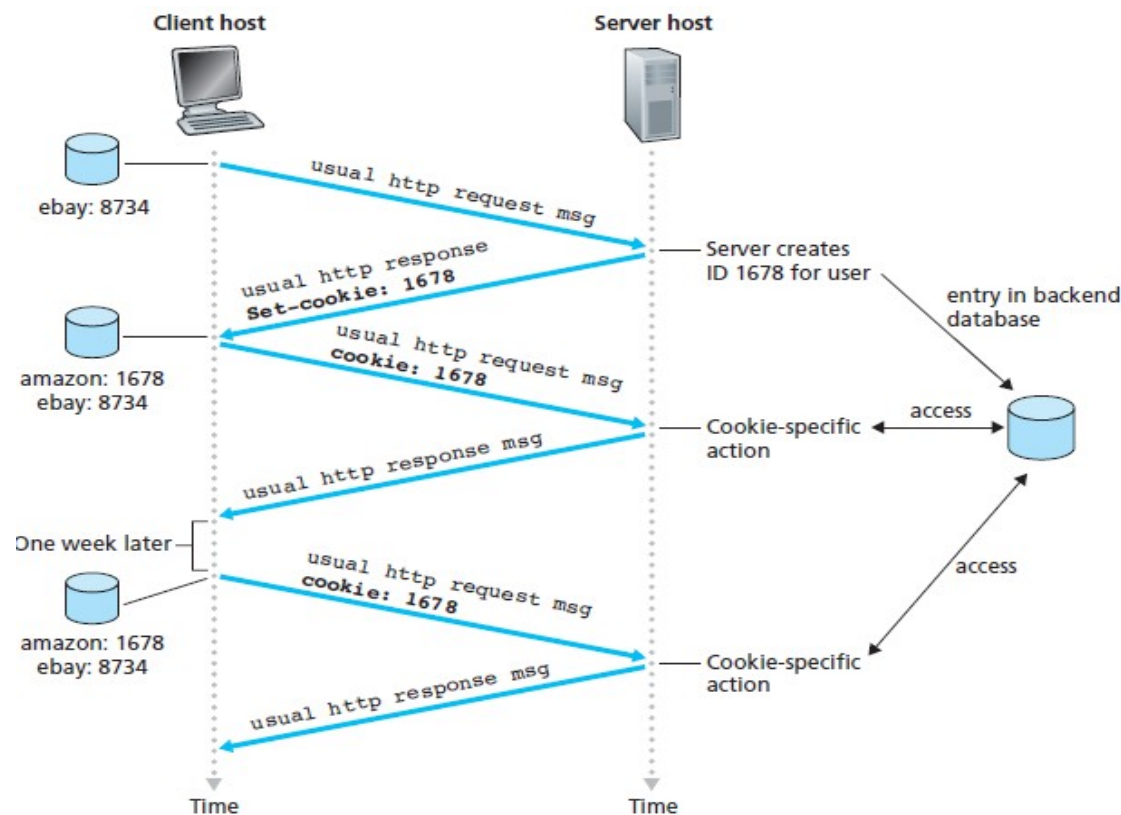 Client host
Server host
ebay: 8734
usual http request msg
Server creates
ID 1678 for user
usual http response
Set-cookie: 1678
entry in backend
database
amazon: 1678
ebay: 8734
usual http request msg
cookie: 1678
Cookie-specific
action
access
usual http response msg
One week later
usual http request msg
cookie: 1678
access
amazon: 1678
ebay: 8734
Cookie-specific
action
usual http response msg
Time
Time